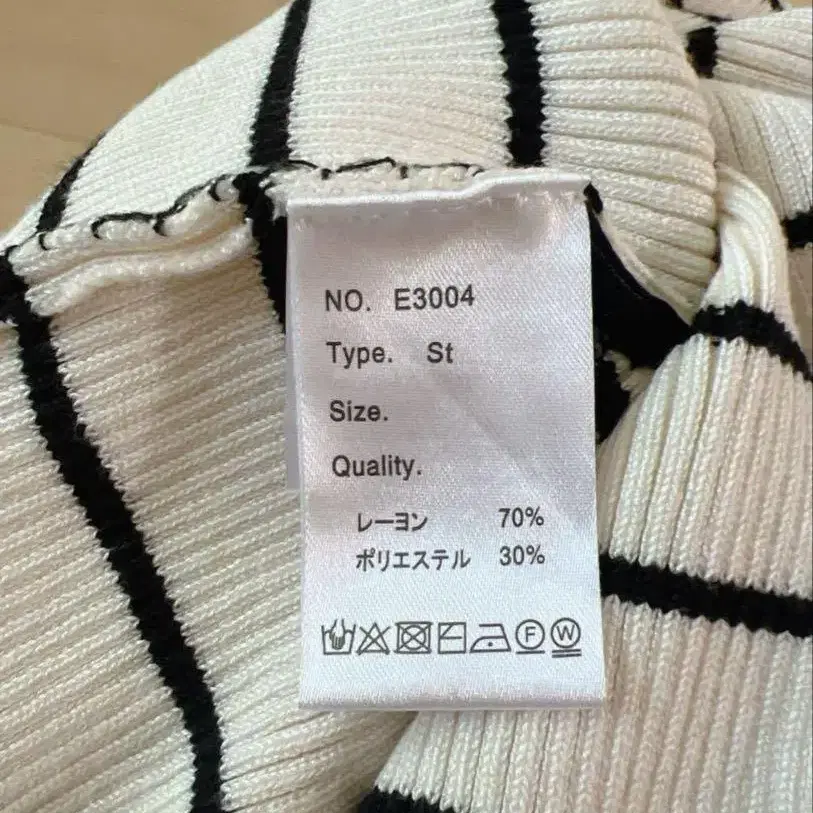 NO. E3004
Type. St
Size.
Quality.
レーヨン 70%
ポリエステル 30%
F W